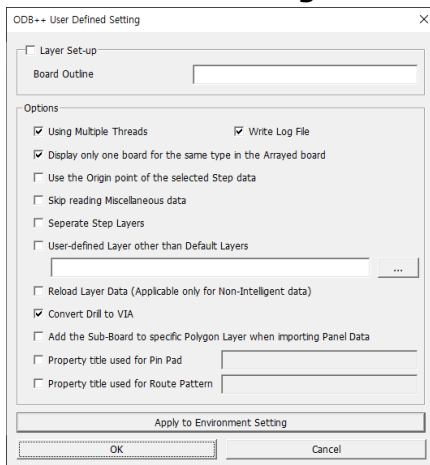 ODB++ User Defined Setting
Layer Set-up
Board Outline
Options
Using Multiple Threads Write Log File
Display only one board for the same type in the Arrayed board
Use the Origin point of the selected Step data
Skip reading Miscellaneous data
Seperate Step Layers
User-defined Layer other than Default Layers
...
Reload Layer Data (Applicable only for Non-Intelligent data)
Convert Drill to VIA
Add the Sub-Board to specific Polygon Layer when importing Panel Data
Property title used for Pin Pad
Property title used for Route Pattern
Apply to Environment Setting
OK Cancel